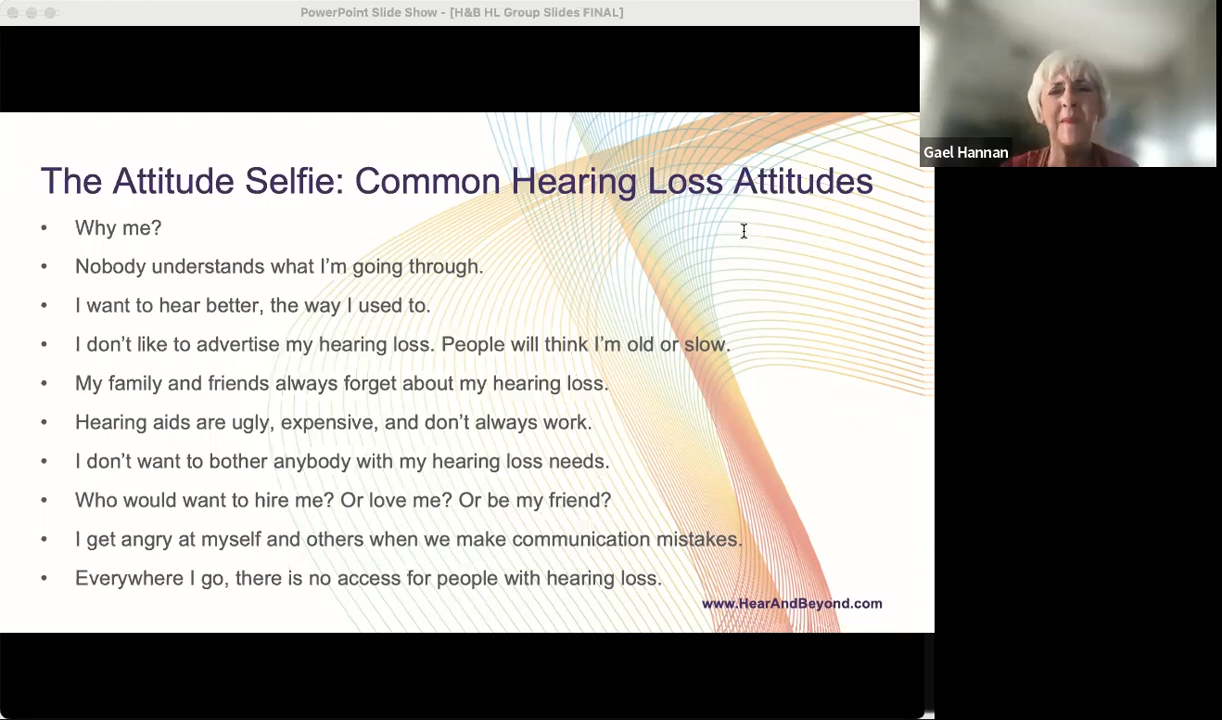 PowerPoint Slide Show - [H&B HL Group Slides FINAL]
Gael Hannan
The Attitude Selfie: Common Hearing Loss Attitudes
• Why me?
• Nobody understands what I'm going through.
• I want to hear better, the way I used to.
• I don't like to advertise my hearing loss. People will think I'm old or slow.
• My family and friends always forget about my hearing loss.
• Hearing aids are ugly, expensive, and don't always work.
• I don't want to bother anybody with my hearing loss needs.
• Who would want to hire me? Or love me? Or be my friend?
• I get angry at myself and others when we make communication mistakes.
• Everywhere I go, there is no access for people with hearing loss.
www.HearAndBeyond.com